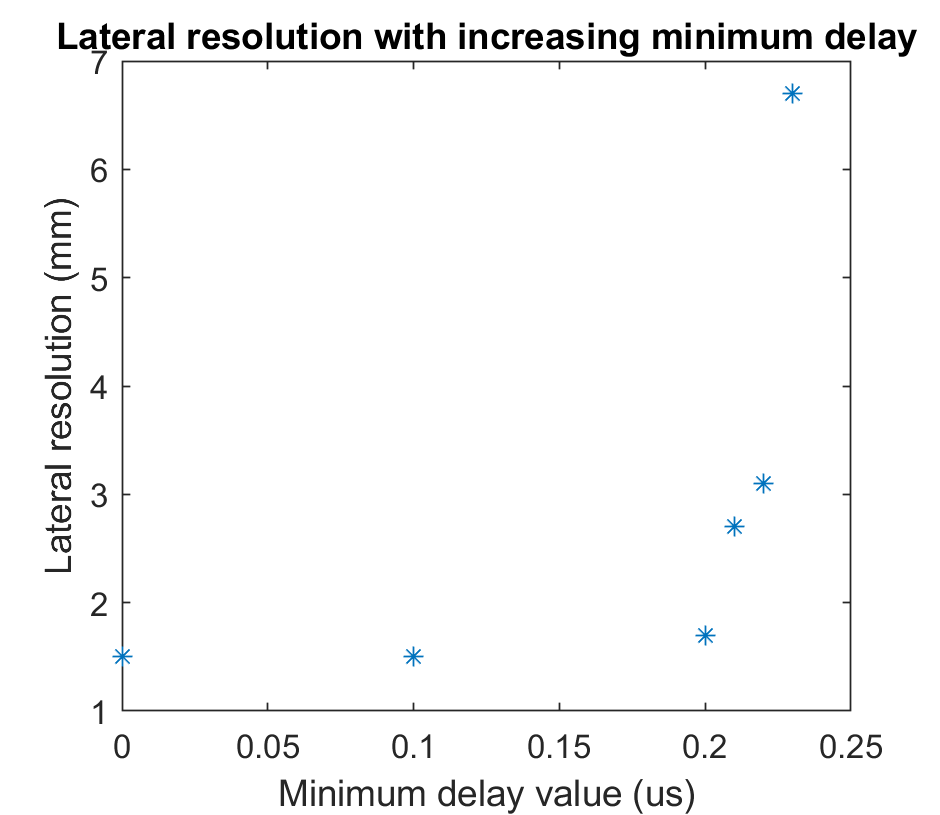 Lateral resolution with increasing minimum delay
7
6
5
4
3
2
1
Lateral resolution (mm)
0 0.05 0.1 0.15 0.2 0.25
Minimum delay value (us)